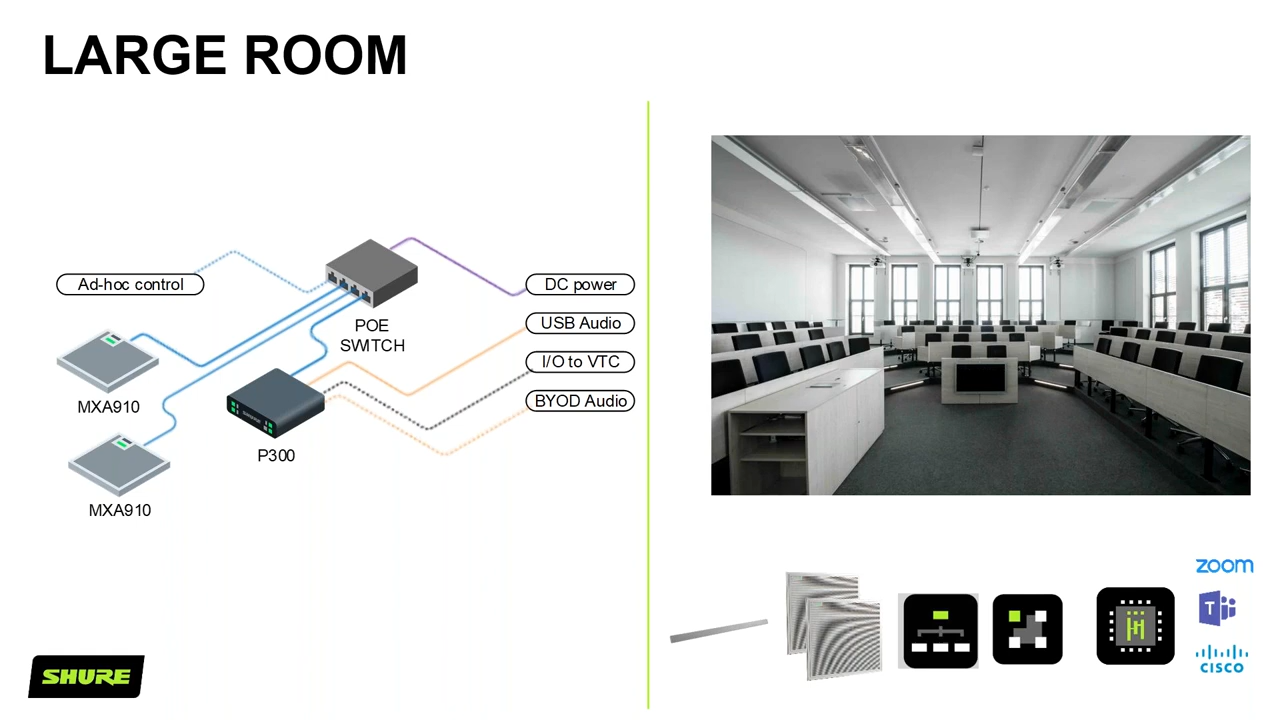 LARGE ROOM
Ad-hoc control
DC power
USB Audio
I/O to VTC
BYOD Audio
POE
SWITCH
MXA910
P300
MXA910
SHURE
zoom
T
CISCO